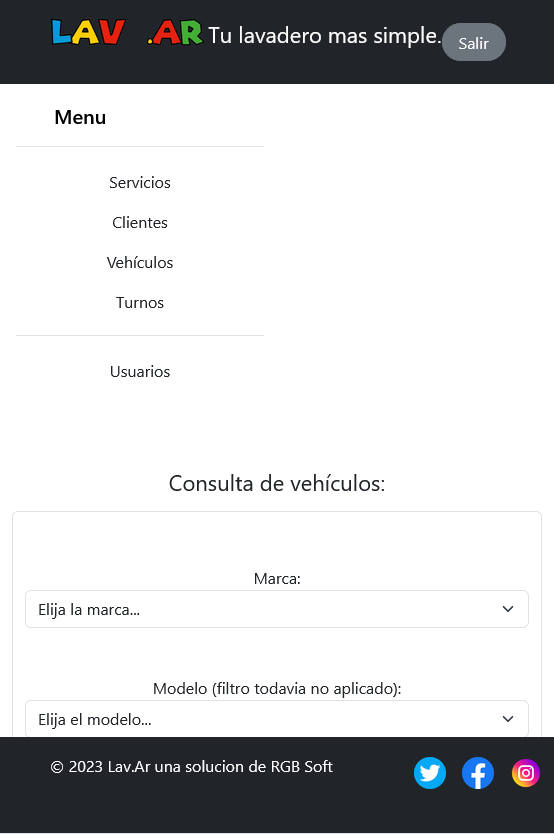 LAV .AR Tu lavadero mas simple. Salir
Menu
Servicios
Clientes
Vehículos
Turnos
Usuarios
Consulta de vehículos:
Marca:
Elija la marca...
Modelo (filtro todavia no aplicado):
Elija el modelo...
© 2023 Lav.Ar una solucion de RGB Soft